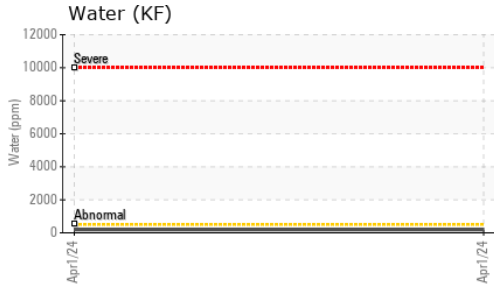 Water (KF)
12000
Severe
10000
8000
6000
4000
2000
Abnormal
0
Water (ppm)
Apr1/24
Apr1/24